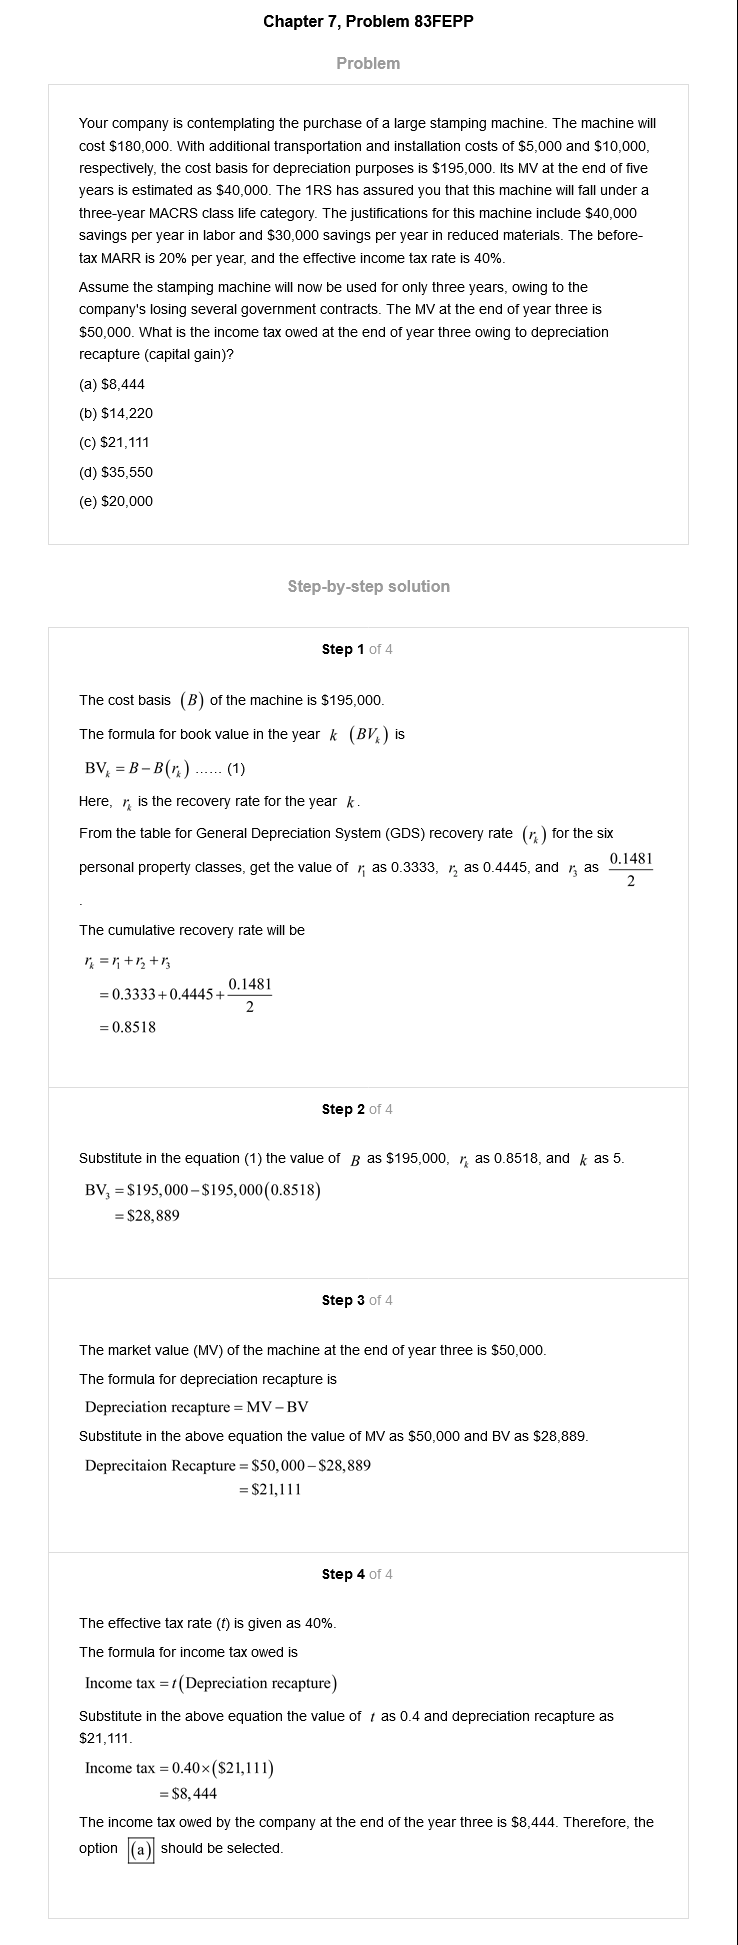 Chapter 7, Problem 83FEPP
Problem
Your company is contemplating the purchase of a large stamping machine. The machine will
cost $180,000. With additional transportation and installation costs of $5,000 and $10,000,
respectively, the cost basis for depreciation purposes is $195,000. Its MV at the end of five
years is estimated as $40,000. The 1RS has assured you that this machine will fall under a
three-year MACRS class life category. The justifications for this machine include $40,000
savings per year in labor and $30,000 savings per year in reduced materials. The before-
tax MARR is 20% per year, and the effective income tax rate is 40%.
Assume the stamping machine will now be used for only three years, owing to the
company's losing several government contracts. The MV at the end of year three is
$50,000. What is the income tax owed at the end of year three owing to depreciation
recapture (capital gain)?
(a) $8,444
(b) $14,220
(c) $21,111
(d) $35,550
(e) $20,000
Step-by-step solution
Step 1 of 4
The cost basis (B) of the machine is $195,000.
The formula for book value in the year k (BV_k) is
BV_k = B − B(r_k) ...... (1)
Here, r_k is the recovery rate for the year k.
From the table for General Depreciation System (GDS) recovery rate (r_k) for the six
personal property classes, get the value of r_1 as 0.3333, r_2 as 0.4445, and r_3 as 0.1481/2
.
The cumulative recovery rate will be
r_k = r_1 + r_2 + r_3
= 0.3333 + 0.4445 + 0.1481/2
= 0.8518
Step 2 of 4
Substitute in the equation (1) the value of B as $195,000, r_k as 0.8518, and k as 5.
BV_3 = $195,000 − $195,000(0.8518)
= $28,889
Step 3 of 4
The market value (MV) of the machine at the end of year three is $50,000.
The formula for depreciation recapture is
Depreciation recapture = MV − BV
Substitute in the above equation the value of MV as $50,000 and BV as $28,889.
Deprecitaion Recapture = $50,000 − $28,889
= $21,111
Step 4 of 4
The effective tax rate (t) is given as 40%.
The formula for income tax owed is
Income tax = t(Depreciation recapture)
Substitute in the above equation the value of t as 0.4 and depreciation recapture as
$21,111.
Income tax = 0.40×($21,111)
= $8,444
The income tax owed by the company at the end of the year three is $8,444. Therefore, the
option (a) should be selected.